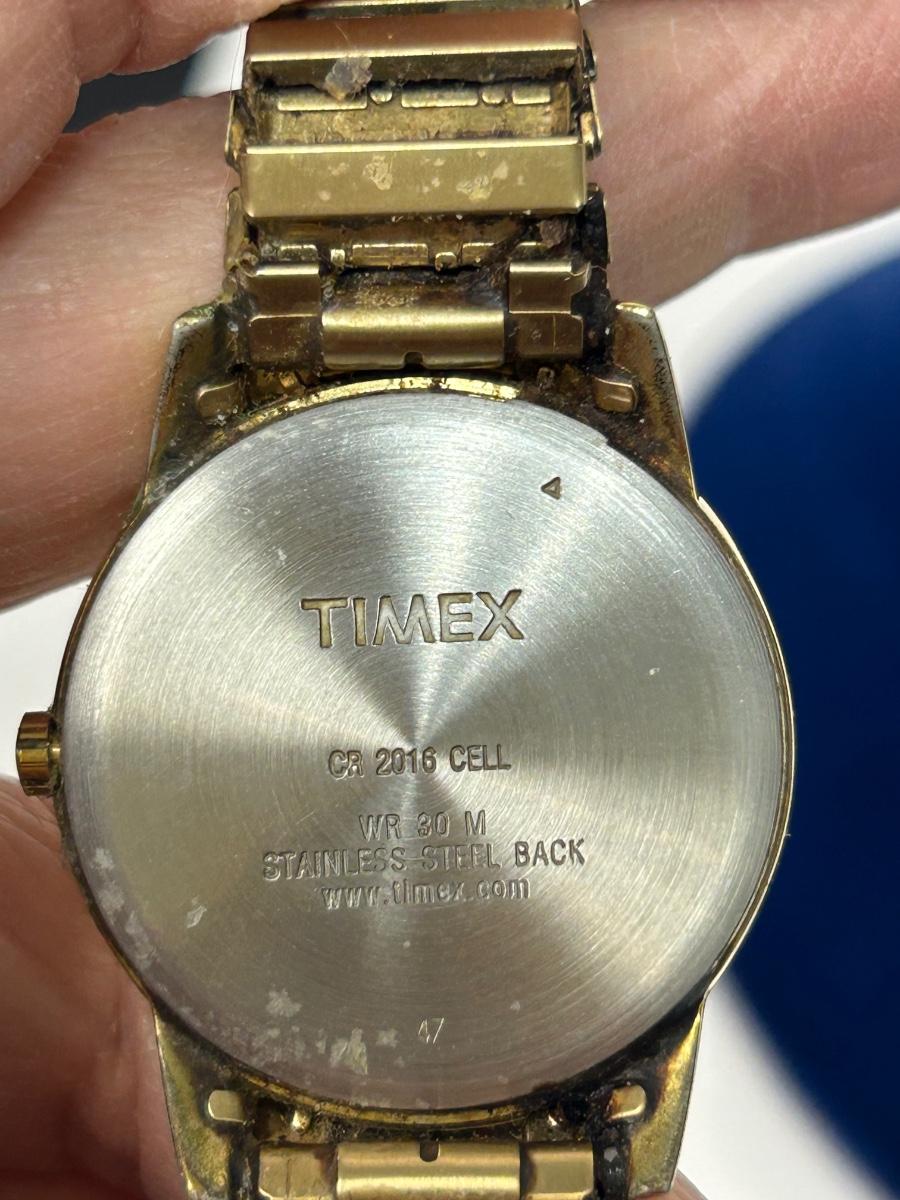 TIMEX
CR 2016 CELL
WR 30 M
STAINLESS STEEL BACK
www.timex.com
47